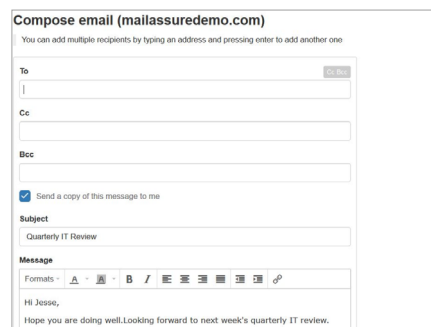 Compose email (mailassuredemo.com)
You can add multiple recipients by typing an address and pressing enter to add another one
To
Cc Bcc
Cc
Bcc
Send a copy of this message to me
Subject
Quarterly IT Review
Message
Formats A A B I
Hi Jesse,
Hope you are doing well.Looking forward to next week's quarterly IT review.